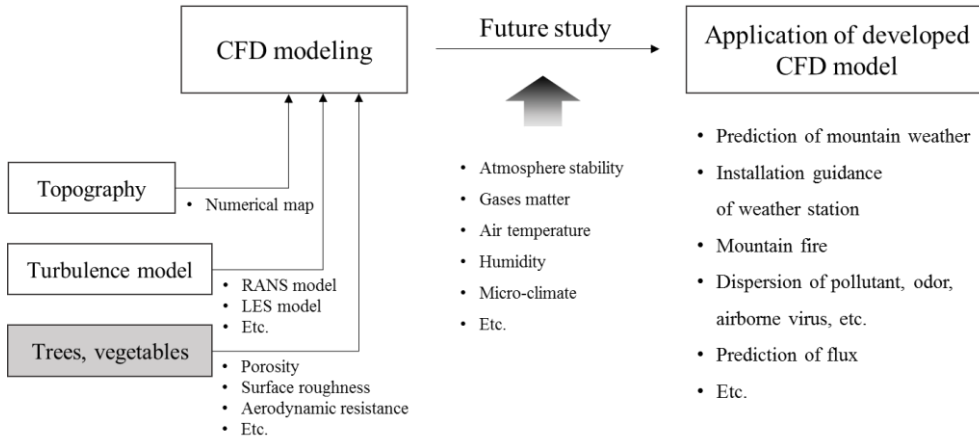 CFD modeling
Future study
Application of developed
CFD model
Topography
• Numerical map
Turbulence model
• RANS model
• LES model
• Etc.
Trees, vegetables
• Porosity
• Surface roughness
• Aerodynamic resistance
• Etc.
• Atmosphere stability
• Gases matter
• Air temperature
• Humidity
• Micro-climate
• Etc.
• Prediction of mountain weather
• Installation guidance
of weather station
• Mountain fire
• Dispersion of pollutant, odor,
airborne virus, etc.
• Prediction of flux
• Etc.